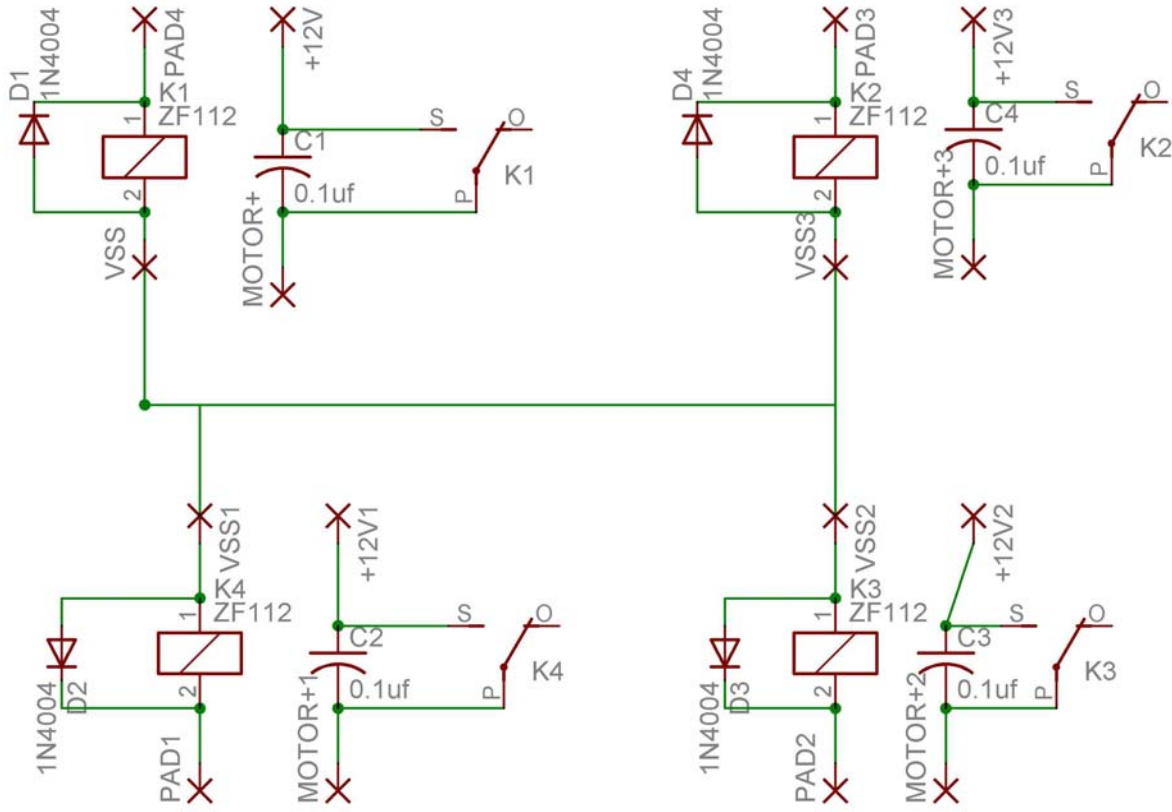 D1
1N4004
PAD4
K1
ZF112
1
2
VSS
+12V
C1
0.1uf
MOTOR+
S
O
P
K1
D4
1N4004
PAD3
K2
ZF112
1
2
VSS3
+12V3
C4
0.1uf
MOTOR+3
S
O
P
K2
VSS1
K4
ZF112
1
2
1N4004
D2
PAD1
+12V1
C2
0.1uf
MOTOR+1
S
O
P
K4
VSS2
K3
ZF112
1
2
1N4004
D3
PAD2
+12V2
C3
0.1uf
MOTOR+2
S
O
P
K3